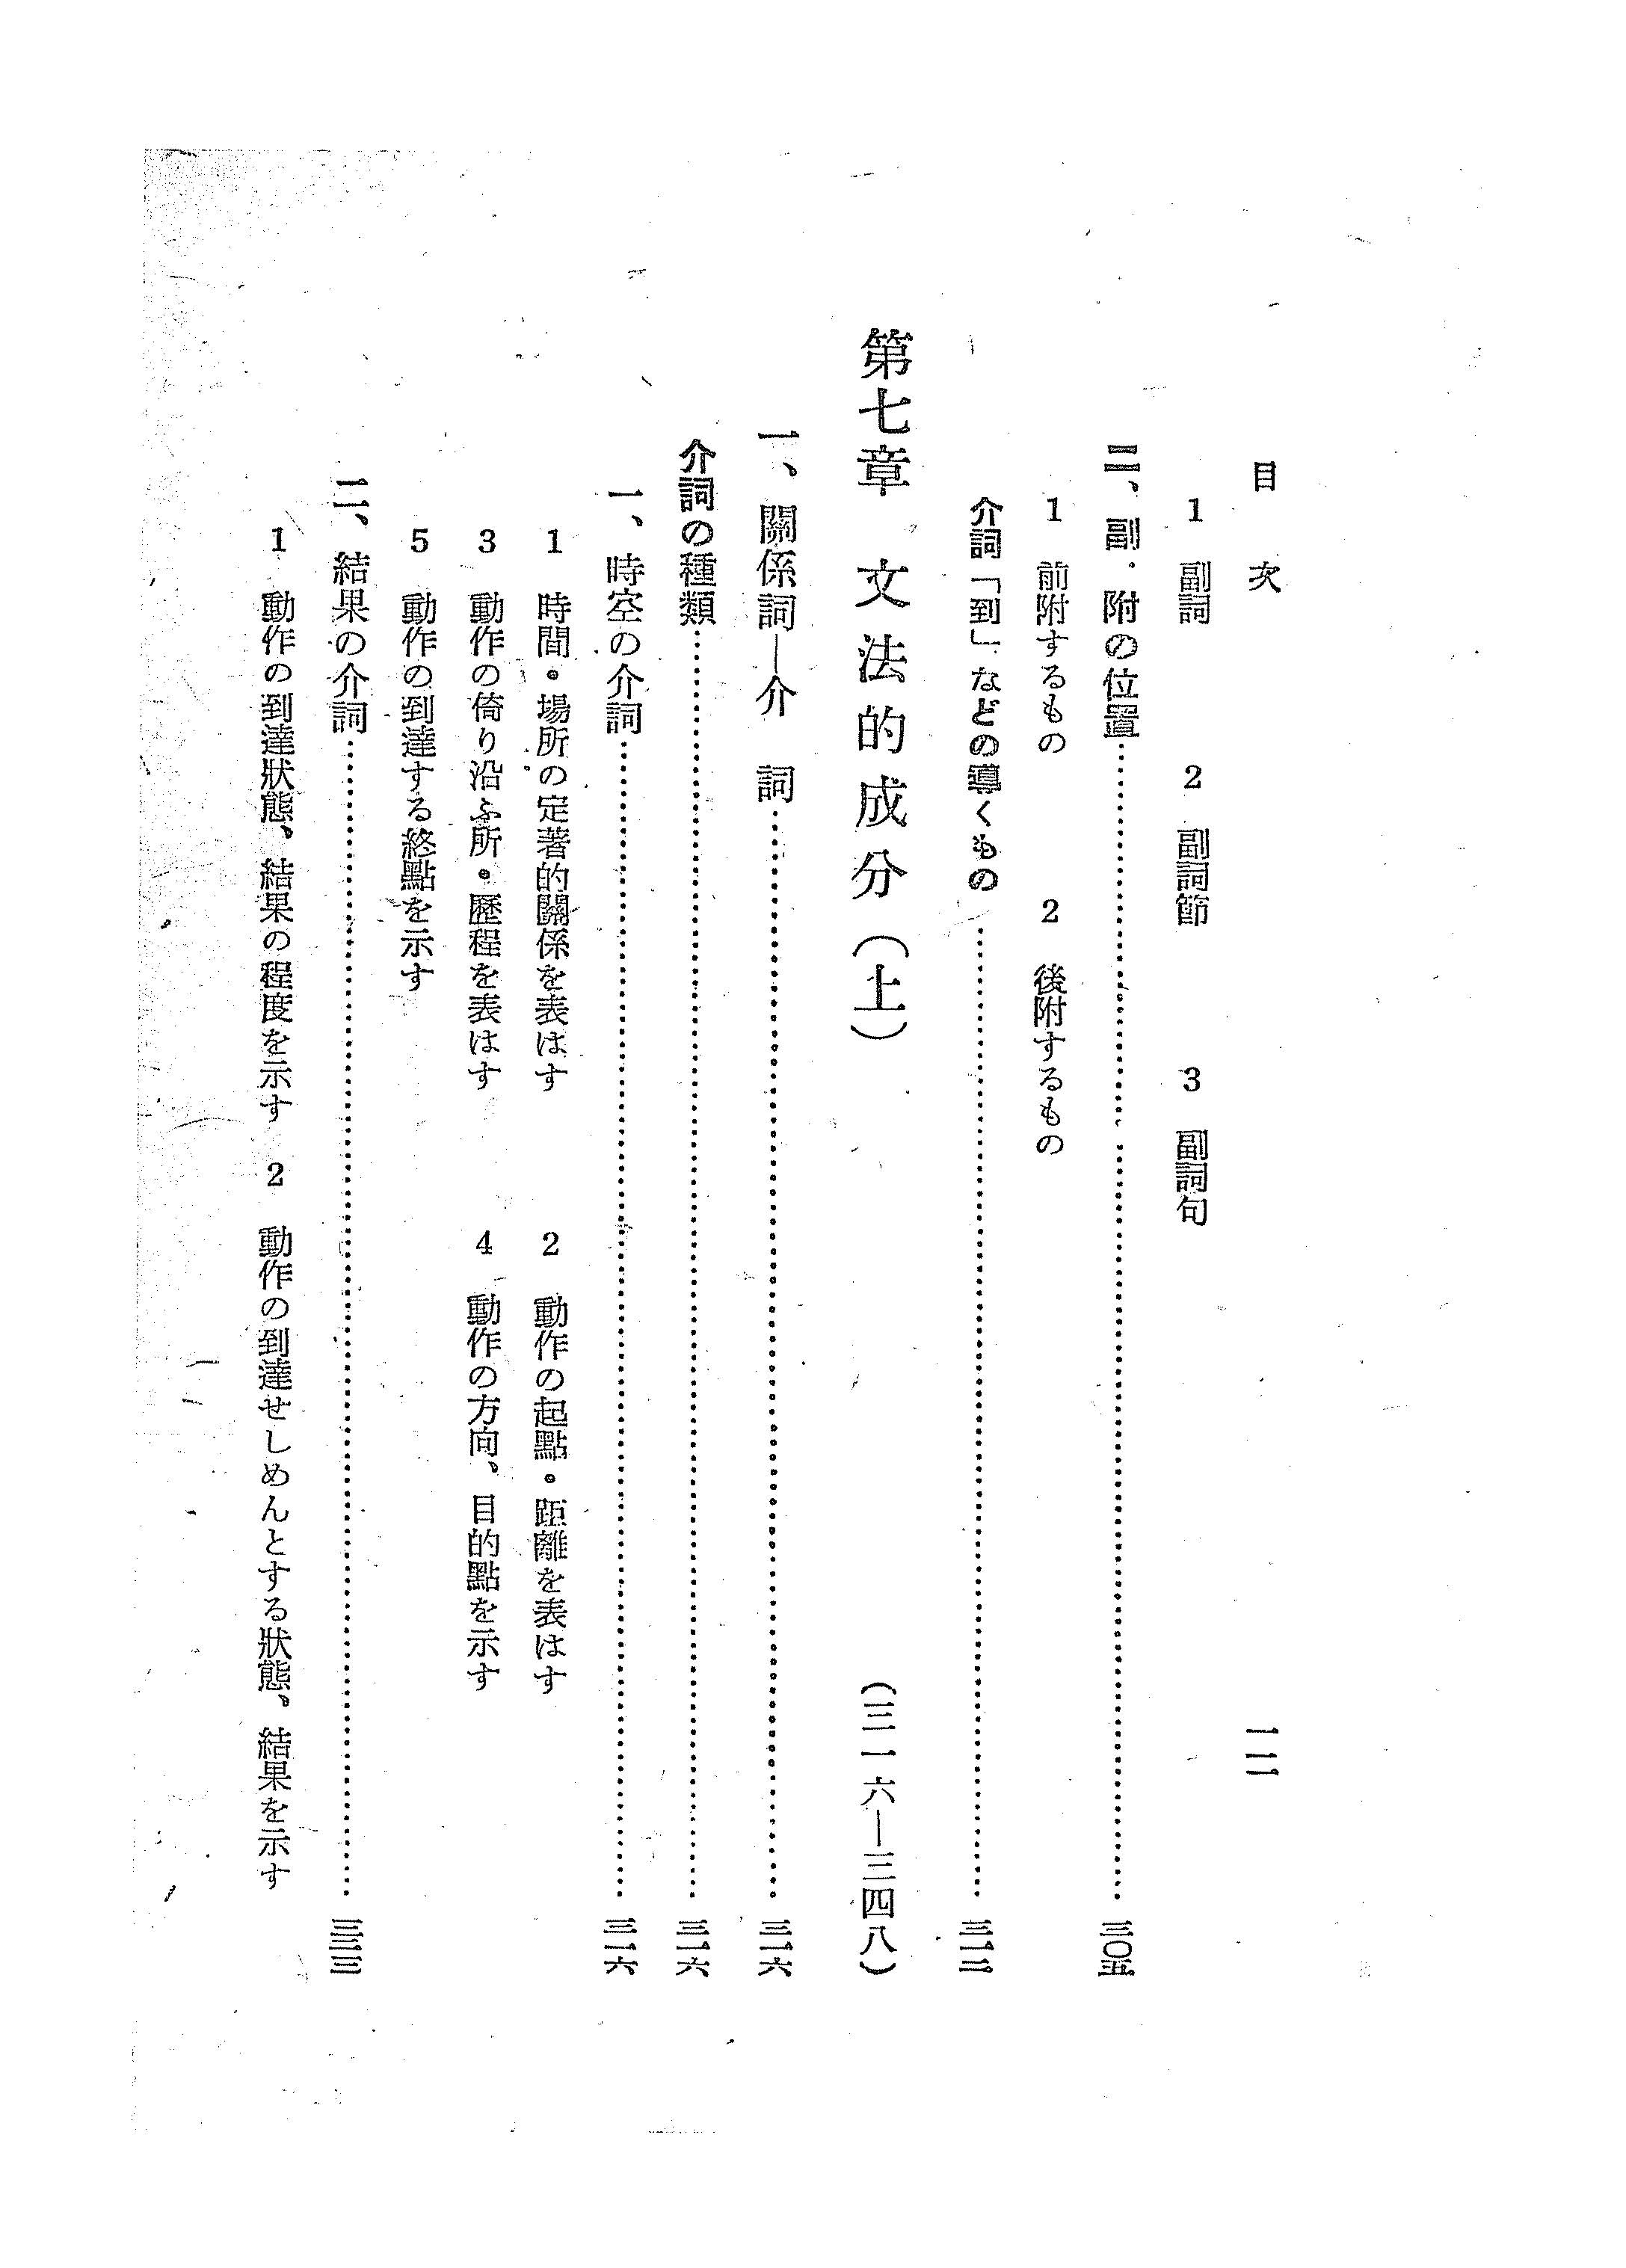 目次　一二
1　副詞　2　副詞節　3　副詞句
二、副・附の位置……三〇五
1　前附するもの　2　後附するもの
介詞「到」などの導くもの……三一二
第七章　文法的成分（上）　（三一六―三四八）
一、關係詞―介　詞……三一六
介詞の種類……三一六
一、時空の介詞……三一六
1　時間・場所の定著的關係を表はす　2　動作の起點・距離を表はす
3　動作の倚り沿ふ所・歷程を表はす　4　動作の方向、目的點を示す
5　動作の到達する終點を示す
二、結果の介詞……三二三
1　動作の到達狀態、結果の程度を示す　2　動作の到達せしめんとする狀態、結果を示す